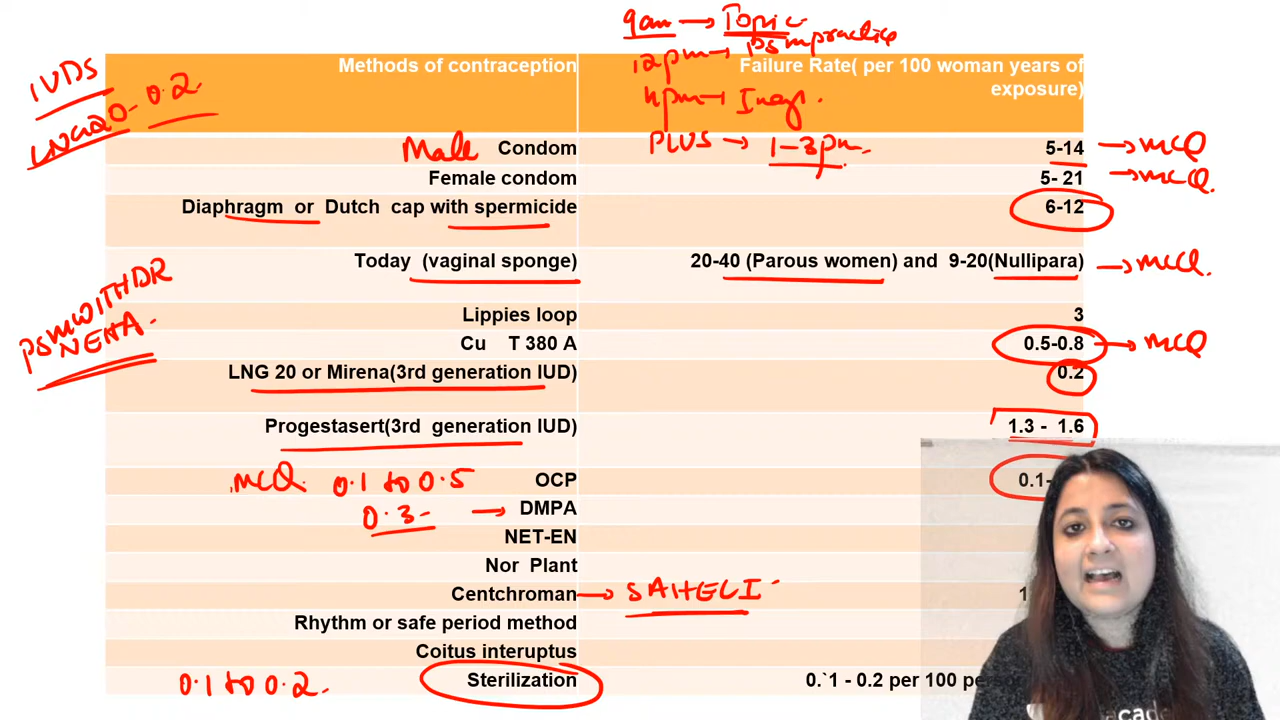 9am → Topic
12pm → PSM practice
4pm → Imags.
PLUS → 1-3pm.
IUDS
LNG20- 0.2.
Methods of contraception Failure Rate( per 100 woman years of
exposure)
Male Condom 5-14 → MCQ
Female condom 5- 21 → MCQ.
Diaphragm or Dutch cap with spermicide 6-12
Today (vaginal sponge) 20-40 (Parous women) and 9-20(Nullipara) → MCQ.
PSMWITHDR
NEHA.
Lippies loop 3
Cu T 380 A 0.5-0.8 → MCQ
LNG 20 or Mirena(3rd generation IUD) 0.2
Progestasert(3rd generation IUD) 1.3 - 1.6
MCQ. 0.1 to 0.5 OCP 0.1-
0.3- → DMPA
NET-EN
Nor Plant
Centchroman → SAHELI
Rhythm or safe period method
Coitus interuptus
0.1 to 0.2. Sterilization 0.`1 - 0.2 per 100